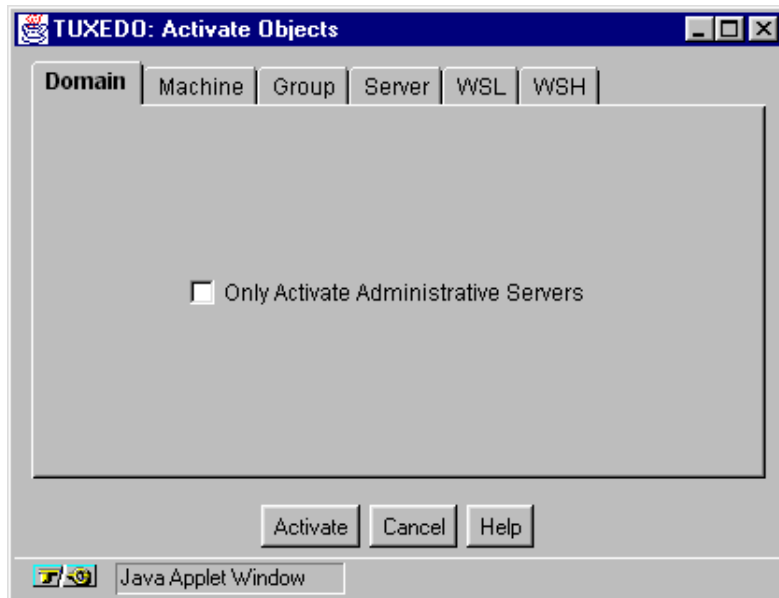 TUXEDO: Activate Objects
Domain Machine Group Server WSL WSH
Only Activate Administrative Servers
Activate Cancel Help
Java Applet Window